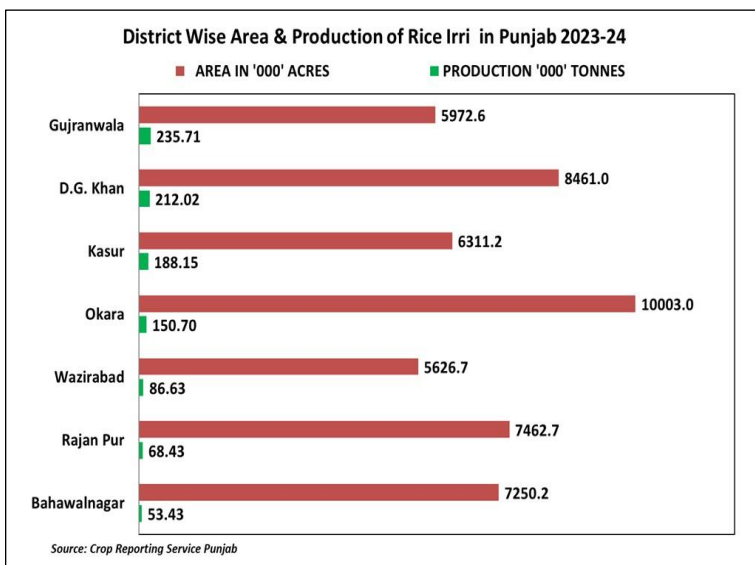 District Wise Area & Production of Rice Irri in Punjab 2023-24
AREA IN '000' ACRES PRODUCTION '000' TONNES
Gujranwala 5972.6
235.71
D.G. Khan 8461.0
212.02
Kasur 6311.2
188.15
Okara 10003.0
150.70
Wazirabad 5626.7
86.63
Rajan Pur 7462.7
68.43
Bahawalnagar 7250.2
53.43
Source: Crop Reporting Service Punjab